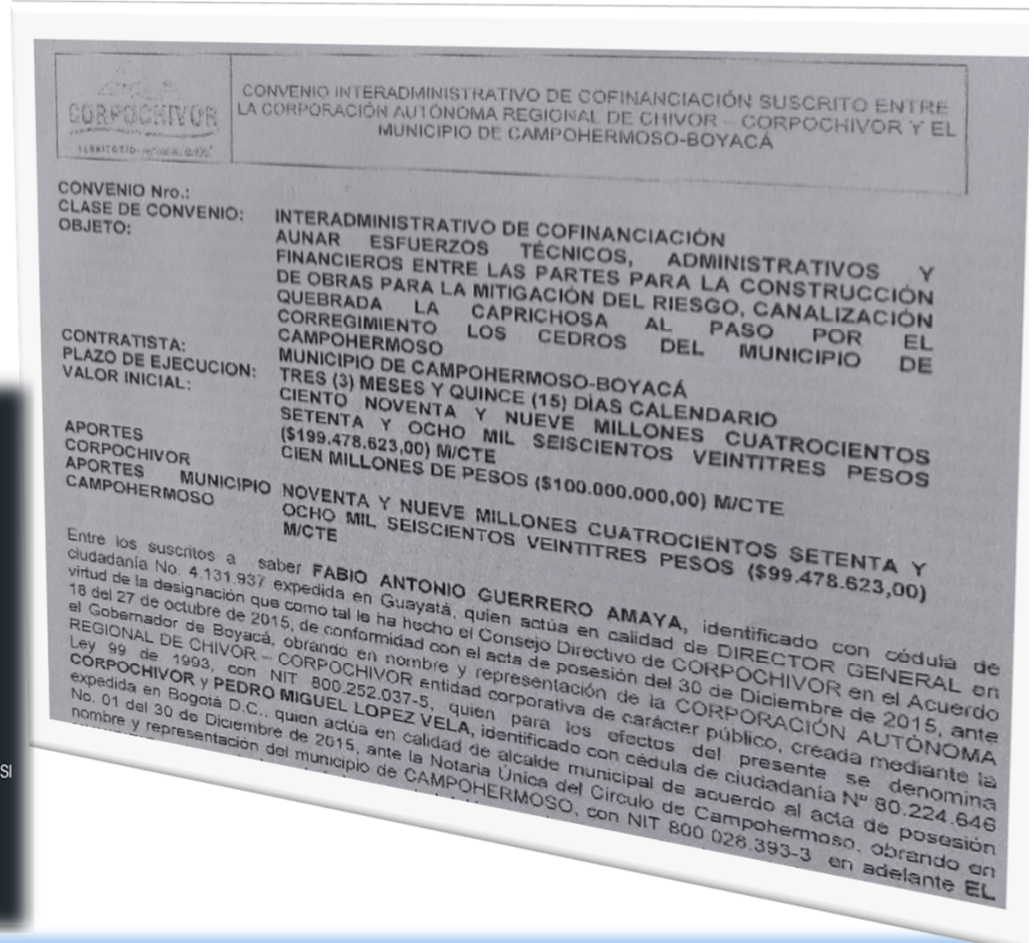 CORPOCHIVOR
CONVENIO INTERADMINISTRATIVO DE COFINANCIACIÓN SUSCRITO ENTRE
LA CORPORACIÓN AUTÓNOMA REGIONAL DE CHIVOR – CORPOCHIVOR Y EL
MUNICIPIO DE CAMPOHERMOSO-BOYACÁ
CONVENIO Nro.:
CLASE DE CONVENIO: INTERADMINISTRATIVO DE COFINANCIACIÓN
OBJETO: AUNAR ESFUERZOS TÉCNICOS, ADMINISTRATIVOS Y
FINANCIEROS ENTRE LAS PARTES PARA LA CONSTRUCCIÓN
DE OBRAS PARA LA MITIGACIÓN DEL RIESGO, CANALIZACIÓN
QUEBRADA LA CAPRICHOSA AL PASO POR EL
CORREGIMIENTO LOS CEDROS DEL MUNICIPIO DE
CAMPOHERMOSO
CONTRATISTA: MUNICIPIO DE CAMPOHERMOSO-BOYACÁ
PLAZO DE EJECUCION: TRES (3) MESES Y QUINCE (15) DÍAS CALENDARIO
VALOR INICIAL: CIENTO NOVENTA Y NUEVE MILLONES CUATROCIENTOS
SETENTA Y OCHO MIL SEISCIENTOS VEINTITRES PESOS
($199.478.623,00) M/CTE
APORTES
CORPOCHIVOR CIEN MILLONES DE PESOS ($100.000.000,00) M/CTE
APORTES MUNICIPIO NOVENTA Y NUEVE MILLONES CUATROCIENTOS SETENTA Y
CAMPOHERMOSO OCHO MIL SEISCIENTOS VEINTITRES PESOS ($99.478.623,00)
M/CTE
Entre los suscritos a saber FABIO ANTONIO GUERRERO AMAYA, identificado con cédula de
ciudadanía No. 4.131.937 expedida en Guayatá, quien actúa en calidad de DIRECTOR GENERAL en
virtud de la designación que como tal le ha hecho el Consejo Directivo de CORPOCHIVOR en el Acuerdo
18 del 27 de octubre de 2015, de conformidad con el acta de posesión del 30 de Diciembre de 2015, ante
el Gobernador de Boyacá, obrando en nombre y representación de la CORPORACIÓN AUTÓNOMA
REGIONAL DE CHIVOR – CORPOCHIVOR entidad corporativa de carácter público, creada mediante la
Ley 99 de 1993, con NIT 800.252.037-5, quien para los efectos del presente se denomina
CORPOCHIVOR y PEDRO MIGUEL LOPEZ VELA, identificado con cédula de ciudadanía Nº 80.224.646
expedida en Bogotá D.C., quien actúa en calidad de alcalde municipal de acuerdo al acta de posesión
No. 01 del 30 de Diciembre de 2015, ante la Notaria Única del Circulo de Campohermoso, obrando en
nombre y representación del municipio de CAMPOHERMOSO, con NIT 800 028.393-3 en adelante EL
SI